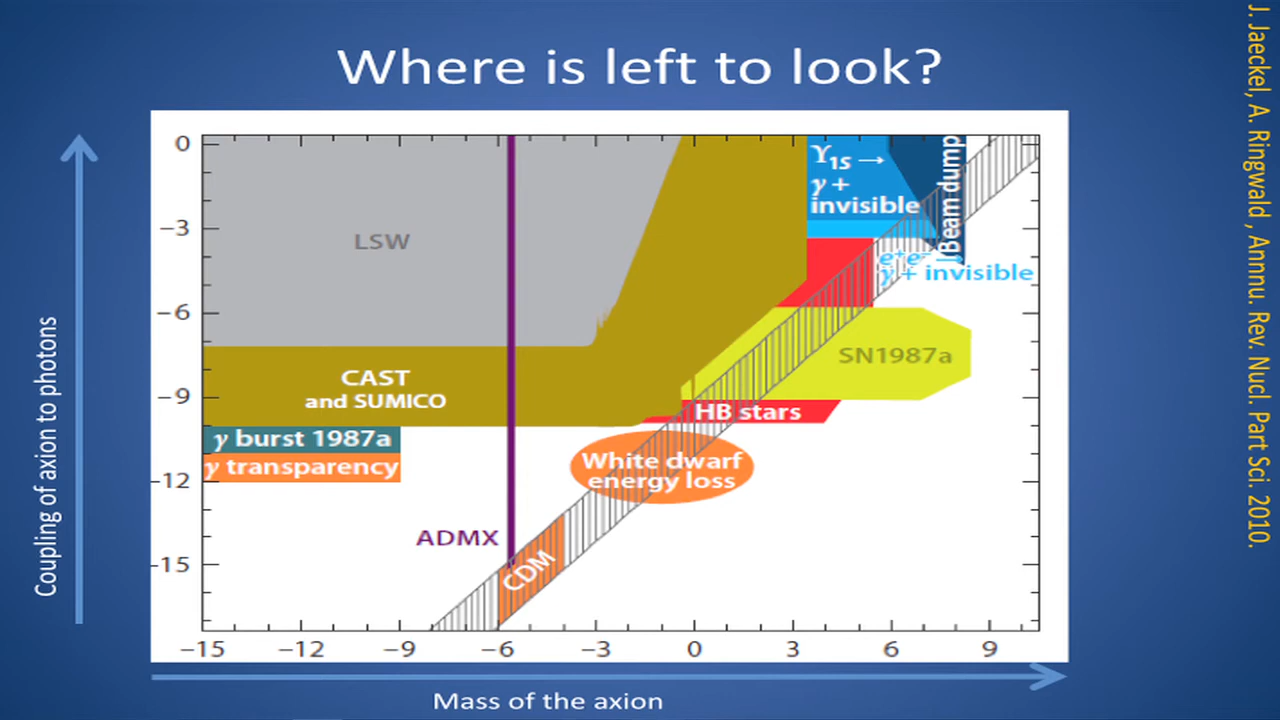 Where is left to look?
J. Jaeckel, A. Ringwald , Annnu. Rev. Nucl. Part Sci. 2010.
Coupling of axion to photons
0
−3
−6
−9
−12
−15
LSW
CAST
and SUMICO
γ burst 1987a
γ transparency
ADMX
CDM
White dwarf
energy loss
HB stars
SN1987a
ϒ1S →
γ +
invisible
Beam dump
e⁺e⁻ →
γ + invisible
−15 −12 −9 −6 −3 0 3 6 9
Mass of the axion